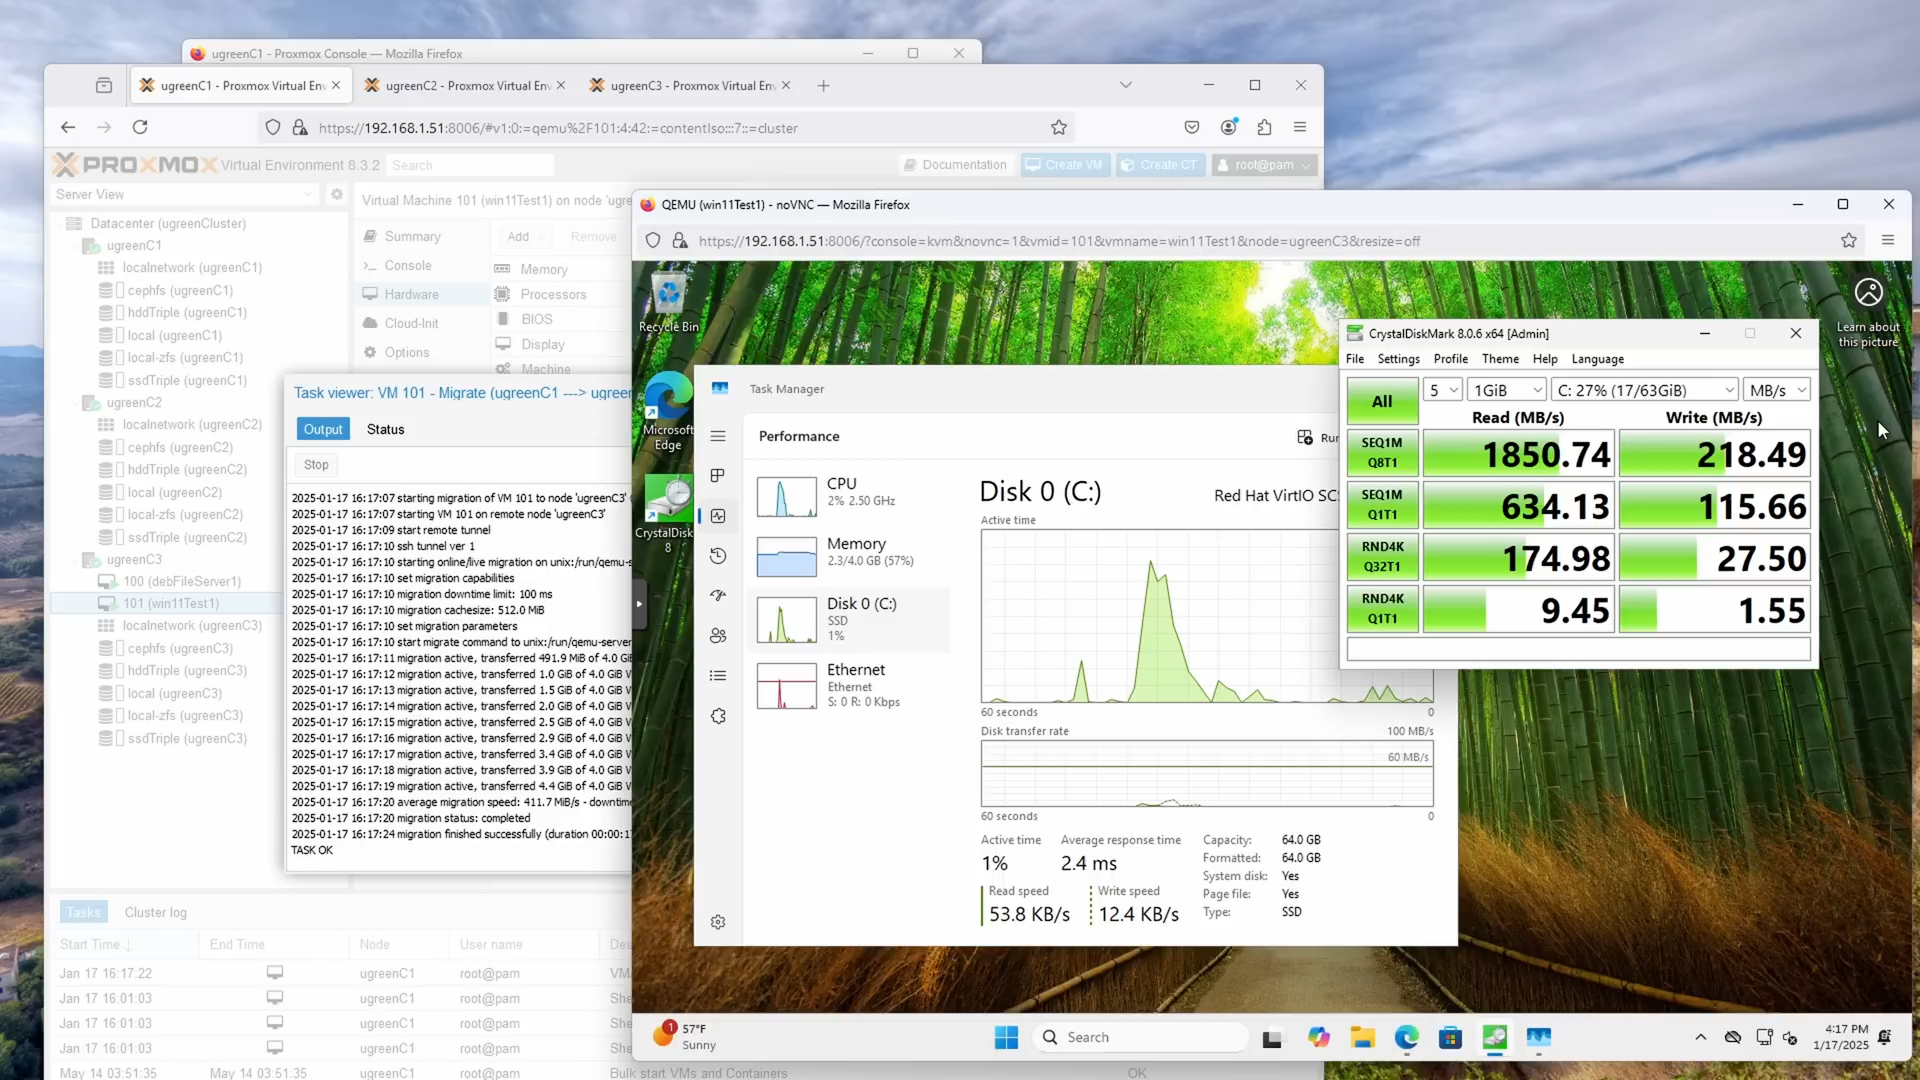 ugreenC1 - Proxmox Console — Mozilla Firefox
ugreenC1 - Proxmox Virtual Env
ugreenC2 - Proxmox Virtual Env
ugreenC3 - Proxmox Virtual Env
https://192.168.1.51:8006/#v1:0:=qemu%2F101:4:42:=contentIso:::7::=cluster
PROXMOX Virtual Environment 8.3.2
Search
Documentation
Create VM
Create CT
root@pam
Server View
Datacenter (ugreenCluster)
ugreenC1
localnetwork (ugreenC1)
cephfs (ugreenC1)
hddTriple (ugreenC1)
local (ugreenC1)
local-zfs (ugreenC1)
ssdTriple (ugreenC1)
ugreenC2
localnetwork (ugreenC2)
cephfs (ugreenC2)
hddTriple (ugreenC2)
local (ugreenC2)
local-zfs (ugreenC2)
ssdTriple (ugreenC2)
ugreenC3
100 (debFileServer1)
101 (win11Test1)
localnetwork (ugreenC3)
cephfs (ugreenC3)
hddTriple (ugreenC3)
local (ugreenC3)
local-zfs (ugreenC3)
ssdTriple (ugreenC3)
Virtual Machine 101 (win11Test1) on node 'ugre
Summary
Console
Hardware
Cloud-Init
Options
Add
Remove
Memory
Processors
BIOS
Display
Machine
Task viewer: VM 101 - Migrate (ugreenC1 ---> ugreen
Output
Status
Stop
2025-01-17 16:17:07 starting migration of VM 101 to node 'ugreenC3' (
2025-01-17 16:17:07 starting VM 101 on remote node 'ugreenC3'
2025-01-17 16:17:09 start remote tunnel
2025-01-17 16:17:10 ssh tunnel ver 1
2025-01-17 16:17:10 starting online/live migration on unix:/run/qemu-s
2025-01-17 16:17:10 set migration capabilities
2025-01-17 16:17:10 migration downtime limit: 100 ms
2025-01-17 16:17:10 migration cachesize: 512.0 MiB
2025-01-17 16:17:10 set migration parameters
2025-01-17 16:17:10 start migrate command to unix:/run/qemu-server
2025-01-17 16:17:11 migration active, transferred 491.9 MiB of 4.0 GiB
2025-01-17 16:17:12 migration active, transferred 1.0 GiB of 4.0 GiB V
2025-01-17 16:17:13 migration active, transferred 1.5 GiB of 4.0 GiB V
2025-01-17 16:17:14 migration active, transferred 2.0 GiB of 4.0 GiB V
2025-01-17 16:17:15 migration active, transferred 2.5 GiB of 4.0 GiB V
2025-01-17 16:17:16 migration active, transferred 2.9 GiB of 4.0 GiB V
2025-01-17 16:17:17 migration active, transferred 3.4 GiB of 4.0 GiB V
2025-01-17 16:17:18 migration active, transferred 3.9 GiB of 4.0 GiB V
2025-01-17 16:17:19 migration active, transferred 4.4 GiB of 4.0 GiB V
2025-01-17 16:17:20 average migration speed: 411.7 MiB/s - downtime
2025-01-17 16:17:20 migration status: completed
2025-01-17 16:17:24 migration finished successfully (duration 00:00:17
TASK OK
Tasks
Cluster log
Start Time
End Time
Node
User name
Des
Jan 17 16:17:22 ugreenC1 root@pam VM
Jan 17 16:01:03 ugreenC1 root@pam She
Jan 17 16:01:03 ugreenC1 root@pam She
Jan 17 16:01:03 ugreenC1 root@pam She
May 14 03:51:35 May 14 03:51:35 ugreenC1 root@pam Bulk start VMs and Containers OK
QEMU (win11Test1) - noVNC — Mozilla Firefox
https://192.168.1.51:8006/?console=kvm&novnc=1&vmid=101&vmname=win11Test1&node=ugreenC3&resize=off
Recycle Bin
Microsoft
Edge
CrystalDisk
8
Learn about
this picture
Task Manager
Performance
Run
CPU
2% 2.50 GHz
Memory
2.3/4.0 GB (57%)
Disk 0 (C:)
SSD
1%
Ethernet
Ethernet
S: 0 R: 0 Kbps
Disk 0 (C:)
Red Hat VirtIO SCS
Active time
60 seconds
0
Disk transfer rate
100 MB/s
60 MB/s
60 seconds
0
Active time
1%
Average response time
2.4 ms
Read speed
53.8 KB/s
Write speed
12.4 KB/s
Capacity: 64.0 GB
Formatted: 64.0 GB
System disk: Yes
Page file: Yes
Type: SSD
CrystalDiskMark 8.0.6 x64 [Admin]
File Settings Profile Theme Help Language
All
5
1GiB
C: 27% (17/63GiB)
MB/s
Read (MB/s)
Write (MB/s)
SEQ1M
Q8T1
1850.74
218.49
SEQ1M
Q1T1
634.13
115.66
RND4K
Q32T1
174.98
27.50
RND4K
Q1T1
9.45
1.55
1
57°F
Sunny
Search
4:17 PM
1/17/2025